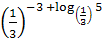 (1/3)^{-3 + log_{(1/3)} 5}